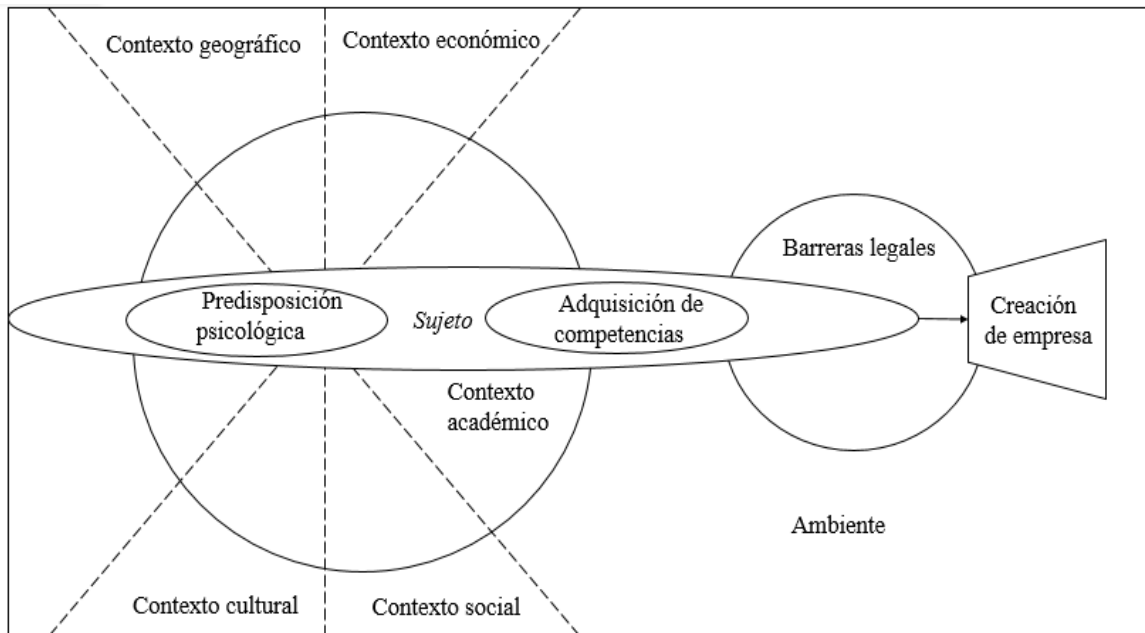 Contexto geográfico
Contexto económico
Barreras legales
Predisposición
psicológica
Sujeto
Adquisición de
competencias
Creación
de empresa
Contexto
académico
Ambiente
Contexto cultural
Contexto social